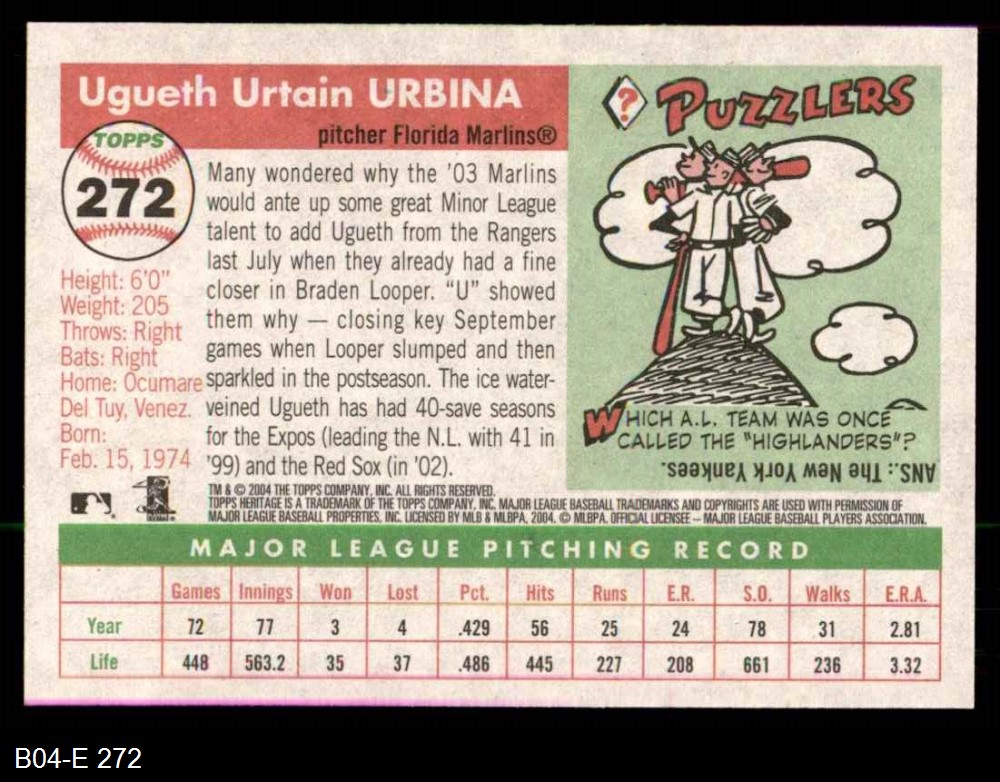 Ugueth Urtain URBINA
pitcher Florida Marlins®
TOPPS
272
Height: 6'0"
Weight: 205
Throws: Right
Bats: Right
Home: Ocumare
Del Tuy, Venez.
Born:
Feb. 15, 1974
Many wondered why the '03 Marlins
would ante up some great Minor League
talent to add Ugueth from the Rangers
last July when they already had a fine
closer in Braden Looper. “U” showed
them why — closing key September
games when Looper slumped and then
sparkled in the postseason. The ice water-
veined Ugueth has had 40-save seasons
for the Expos (leading the N.L. with 41 in
'99) and the Red Sox (in '02).
?
PUZZLERS
WHICH A.L. TEAM WAS ONCE
CALLED THE "HIGHLANDERS"?
ANS.: The New York Yankees.
TM & © 2004 THE TOPPS COMPANY, INC. ALL RIGHTS RESERVED.
TOPPS HERITAGE IS A TRADEMARK OF THE TOPPS COMPANY, INC. MAJOR LEAGUE BASEBALL TRADEMARKS AND COPYRIGHTS ARE USED WITH PERMISSION OF
MAJOR LEAGUE BASEBALL PROPERTIES, INC. LICENSED BY MLB & MLBPA, 2004. © MLBPA, OFFICIAL LICENSEE – MAJOR LEAGUE BASEBALL PLAYERS ASSOCIATION.
MAJOR LEAGUE PITCHING RECORD
Games Innings Won Lost Pct. Hits Runs E.R. S.O. Walks E.R.A.
Year 72 77 3 4 .429 56 25 24 78 31 2.81
Life 448 563.2 35 37 .486 445 227 208 661 236 3.32
B04-E 272